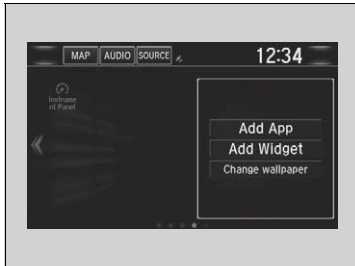 MAP AUDIO SOURCE 12:34
Instrume
nt Panel
Add App
Add Widget
Change wallpaper